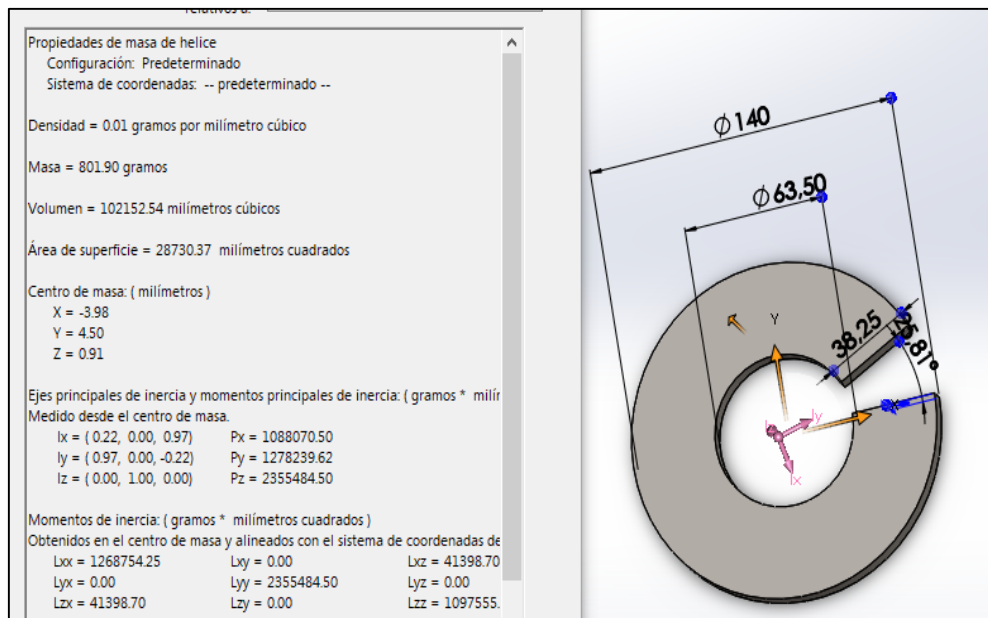 relativos a:
Propiedades de masa de helice
Configuración: Predeterminado
Sistema de coordenadas: -- predeterminado --
Densidad = 0.01 gramos por milímetro cúbico
Masa = 801.90 gramos
Volumen = 102152.54 milímetros cúbicos
Área de superficie = 28730.37 milímetros cuadrados
Centro de masa: ( milímetros )
X = -3.98
Y = 4.50
Z = 0.91
Ejes principales de inercia y momentos principales de inercia: ( gramos * milír
Medido desde el centro de masa.
Ix = ( 0.22, 0.00, 0.97) Px = 1088070.50
Iy = ( 0.97, 0.00, -0.22) Py = 1278239.62
Iz = ( 0.00, 1.00, 0.00) Pz = 2355484.50
Momentos de inercia: ( gramos * milímetros cuadrados )
Obtenidos en el centro de masa y alineados con el sistema de coordenadas de
Lxx = 1268754.25 Lxy = 0.00 Lxz = 41398.70
Lyx = 0.00 Lyy = 2355484.50 Lyz = 0.00
Lzx = 41398.70 Lzy = 0.00 Lzz = 1097555.
∅140
∅63,50
38,25
25,81°
Y
Iy
Ix